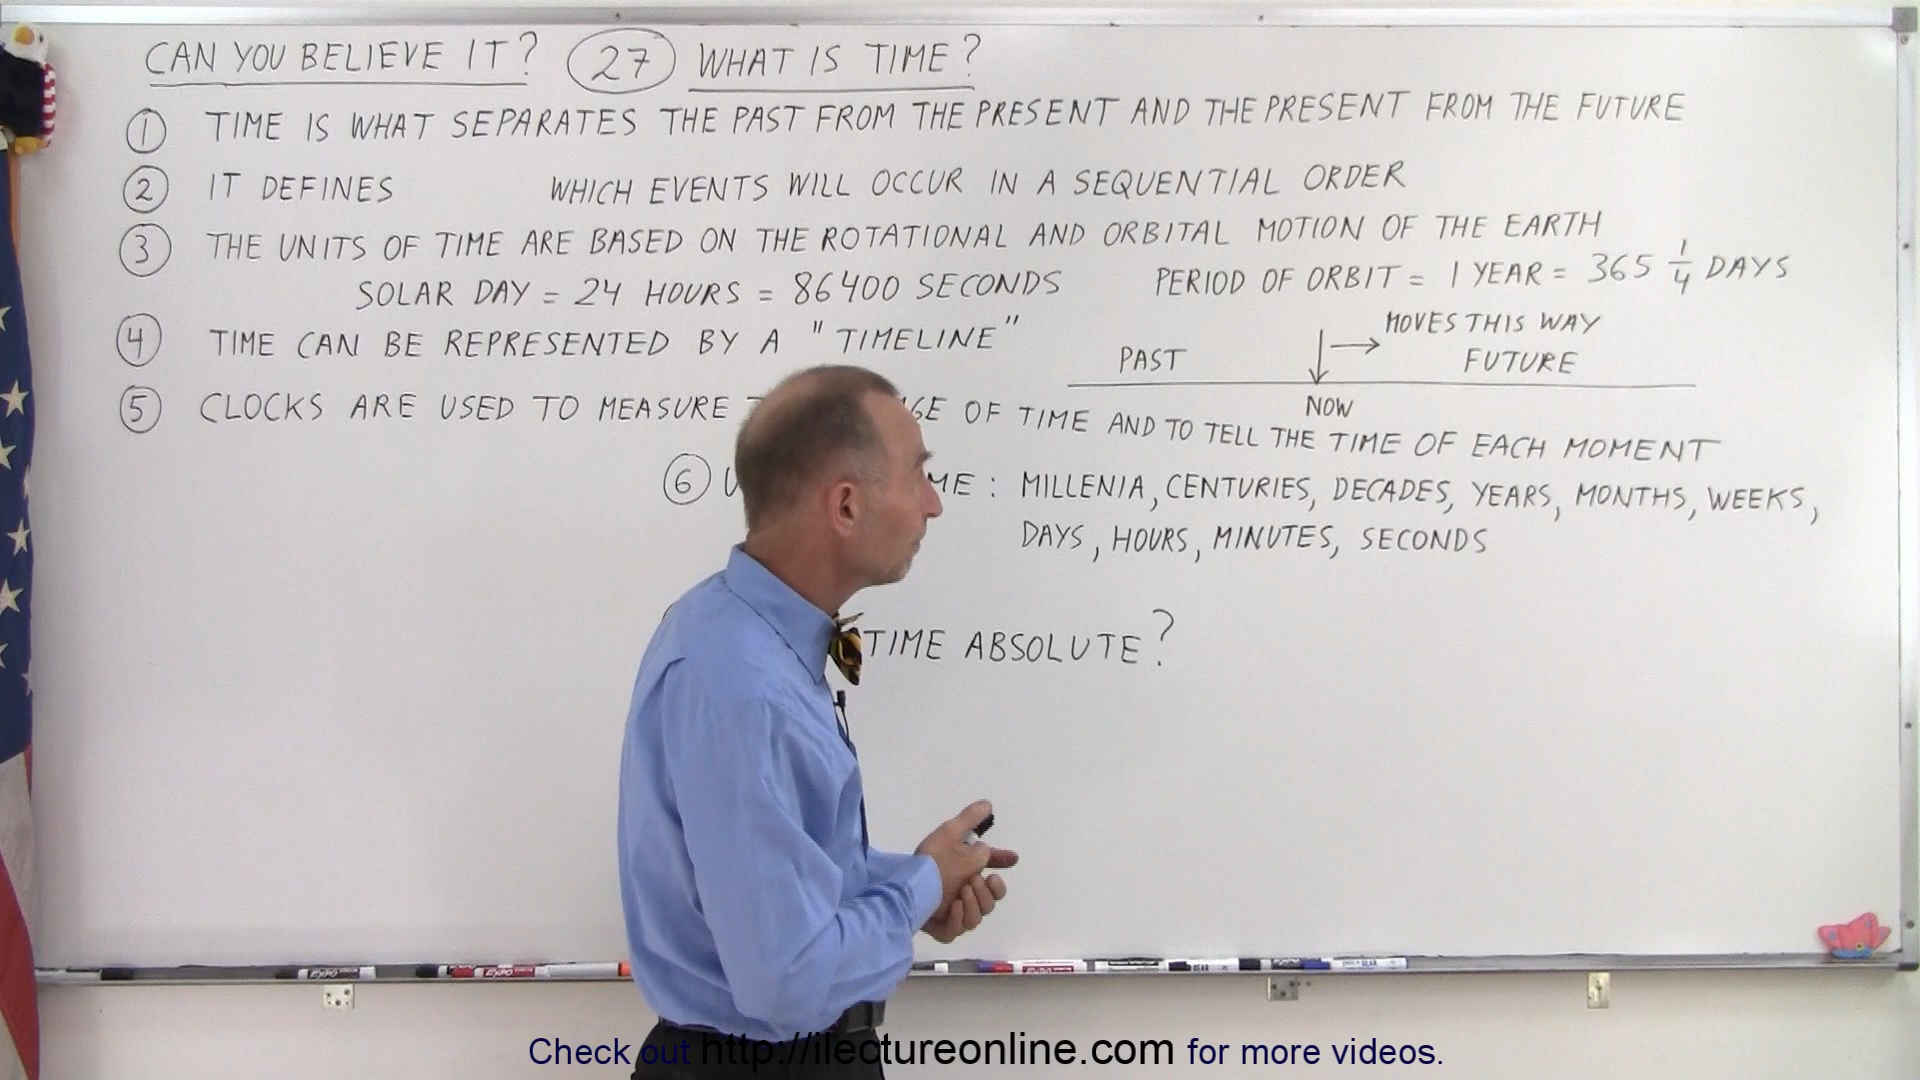 CAN YOU BELIEVE IT? 27 WHAT IS TIME?
1 TIME IS WHAT SEPARATES THE PAST FROM THE PRESENT AND THE PRESENT FROM THE FUTURE
2 IT DEFINES WHICH EVENTS WILL OCCUR IN A SEQUENTIAL ORDER
3 THE UNITS OF TIME ARE BASED ON THE ROTATIONAL AND ORBITAL MOTION OF THE EARTH
SOLAR DAY = 24 HOURS = 86400 SECONDS PERIOD OF ORBIT = 1 YEAR = 365 1/4 DAYS
4 TIME CAN BE REPRESENTED BY A "TIMELINE"
MOVES THIS WAY
PAST FUTURE
NOW
5 CLOCKS ARE USED TO MEASURE OF TIME AND TO TELL THE TIME OF EACH MOMENT
6 : MILLENIA, CENTURIES, DECADES, YEARS, MONTHS, WEEKS,
DAYS, HOURS, MINUTES, SECONDS
TIME ABSOLUTE?
EXPO EXPO
Check out http://ilectureonline.com for more videos.